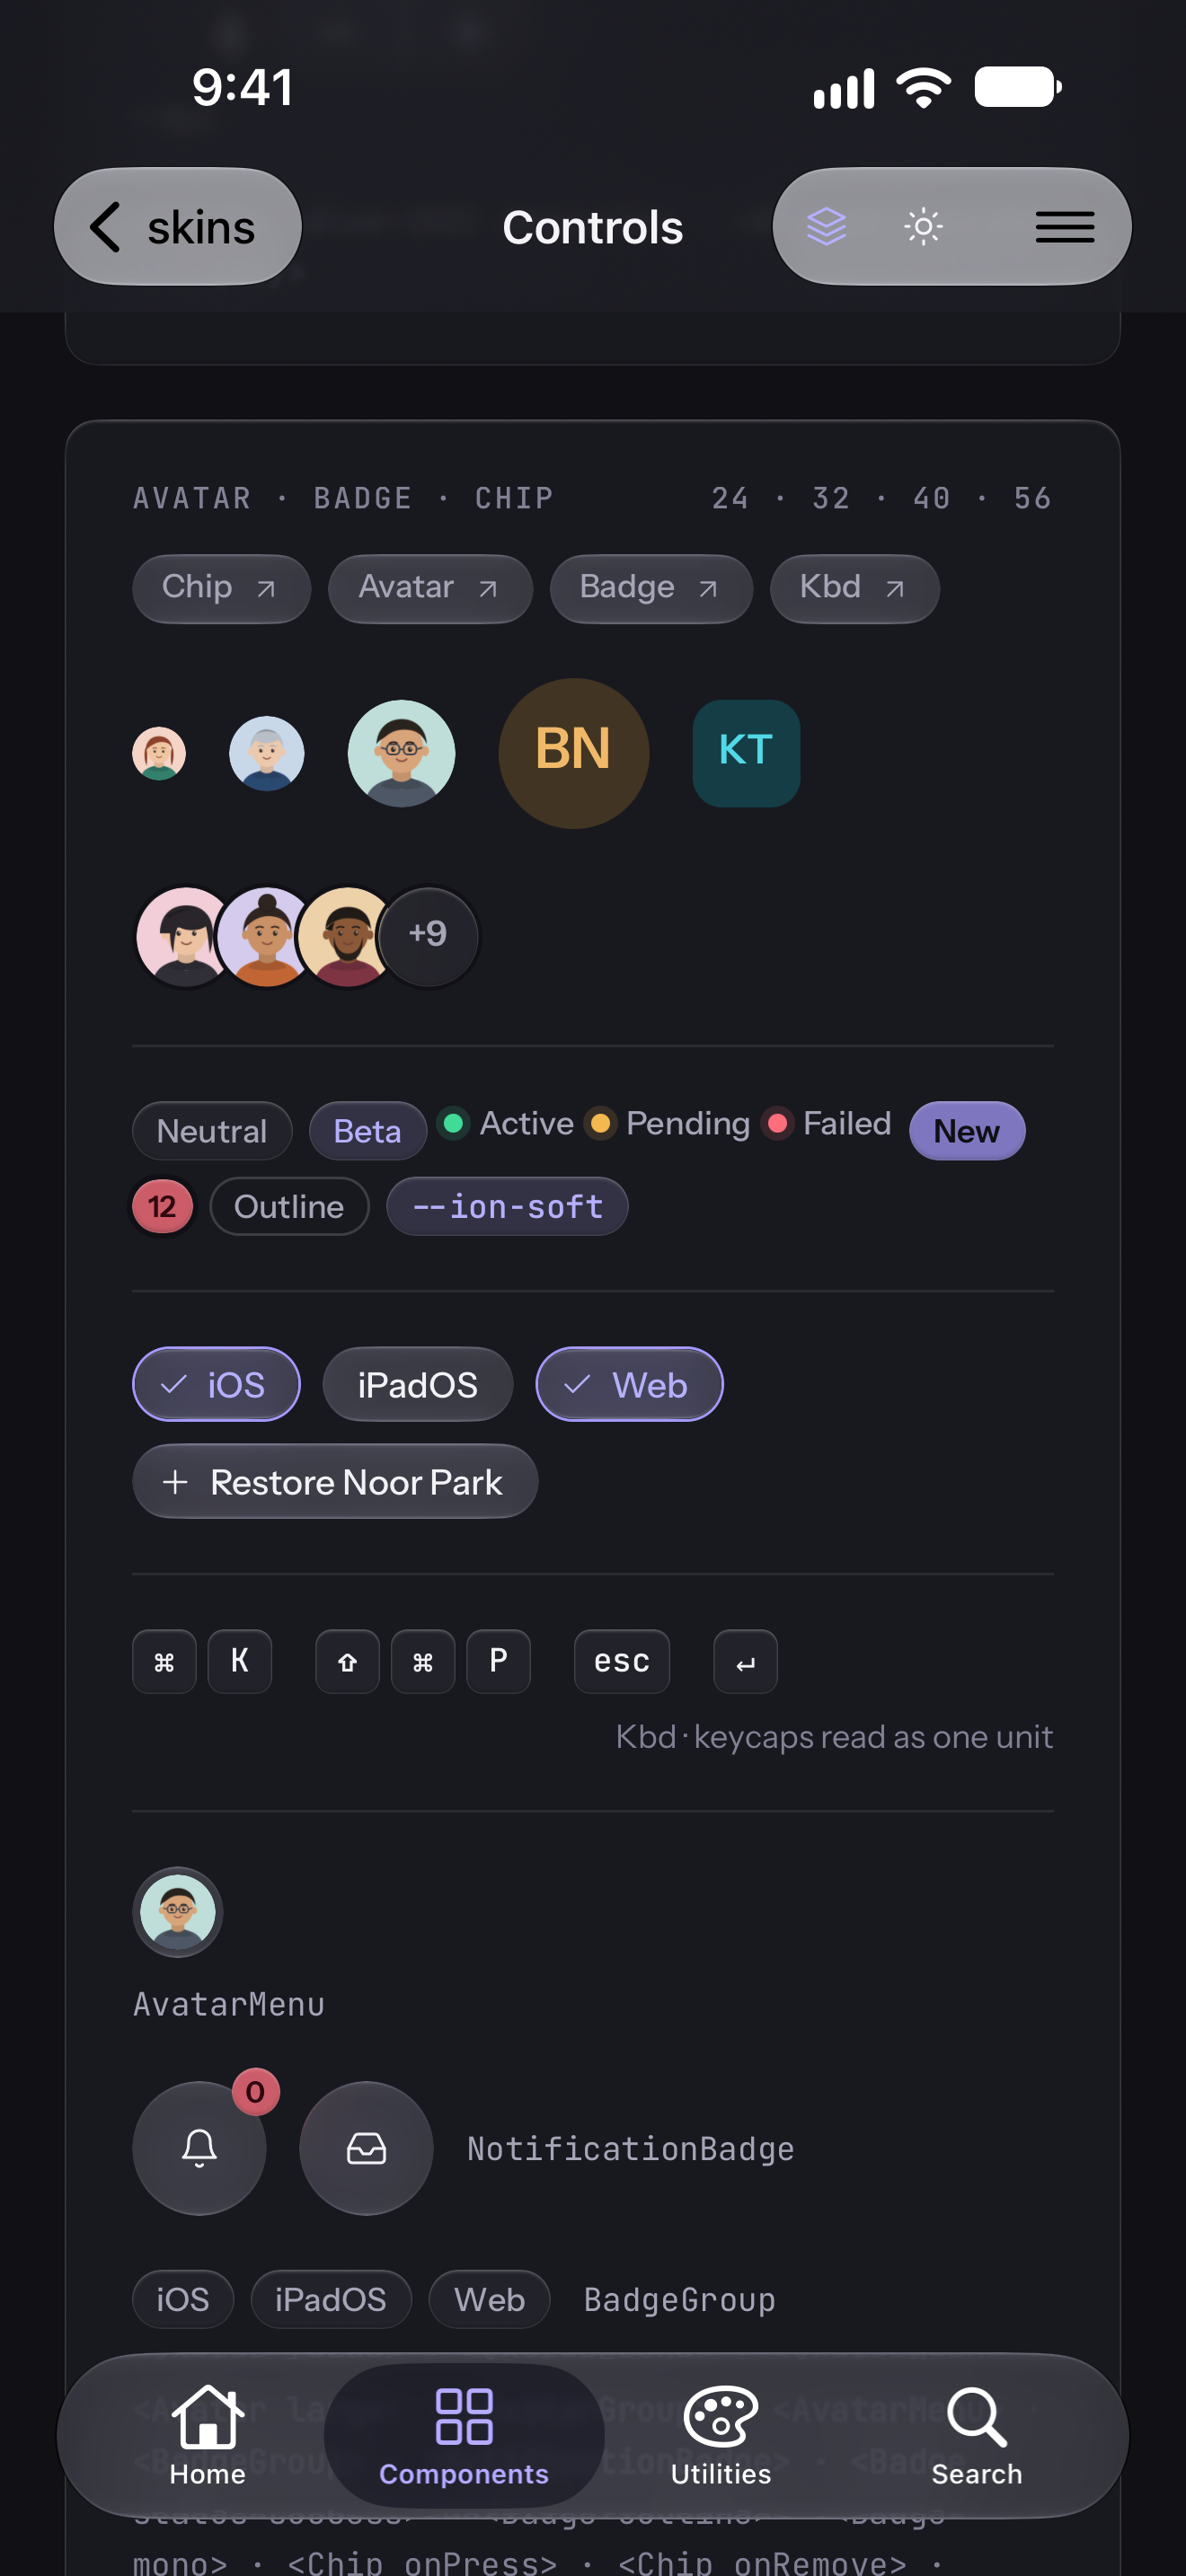 9:41
skins
Controls
AVATAR · BADGE · CHIP 24 · 32 · 40 · 56
Chip Avatar Badge Kbd
BN KT
+9
Neutral Beta Active Pending Failed New
12 Outline --ion-soft
iOS iPadOS Web
+ Restore Noor Park
⌘ K ⇧ ⌘ P esc ↵
Kbd · keycaps read as one unit
AvatarMenu
0
NotificationBadge
iOS iPadOS Web BadgeGroup
Home Components Utilities Search
mono> · <Chip onPress> · <Chip onRemove> ·